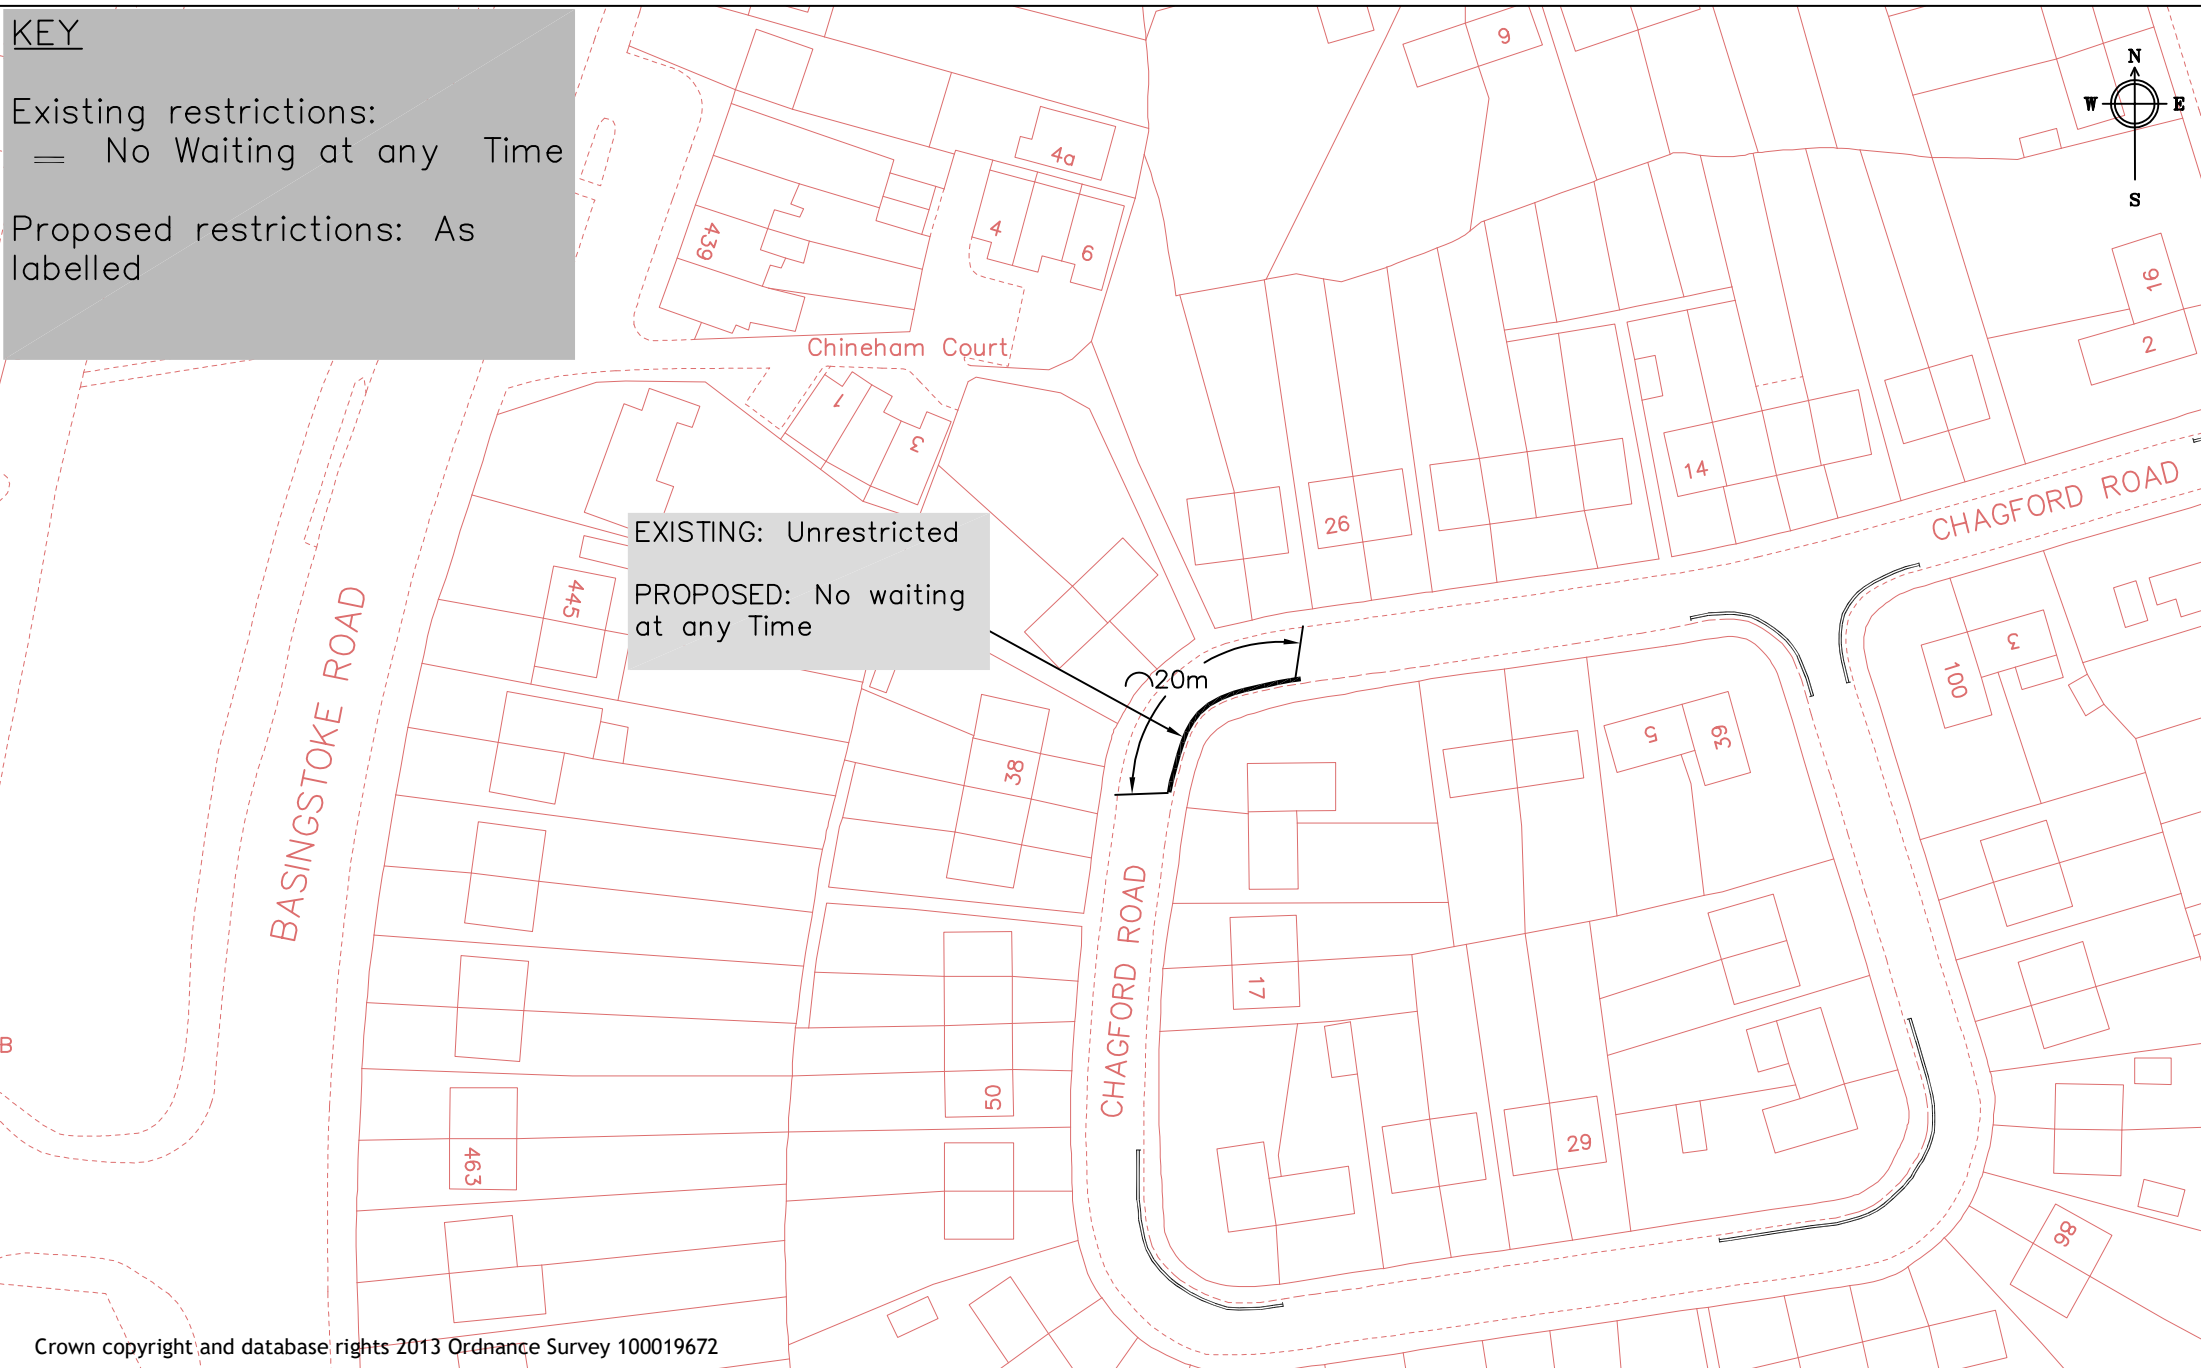 KEY
Existing restrictions:
No Waiting at any Time
Proposed restrictions: As
labelled
N
W E
S
9
4a
4
6
439
16
2
Chineham Court
1
3
14
26
CHAGFORD ROAD
EXISTING: Unrestricted
PROPOSED: No waiting
at any Time
445
BASINGSTOKE ROAD
20m
3
100
5
39
38
CHAGFORD ROAD
17
B
50
29
463
98
Crown copyright and database rights 2013 Ordnance Survey 100019672